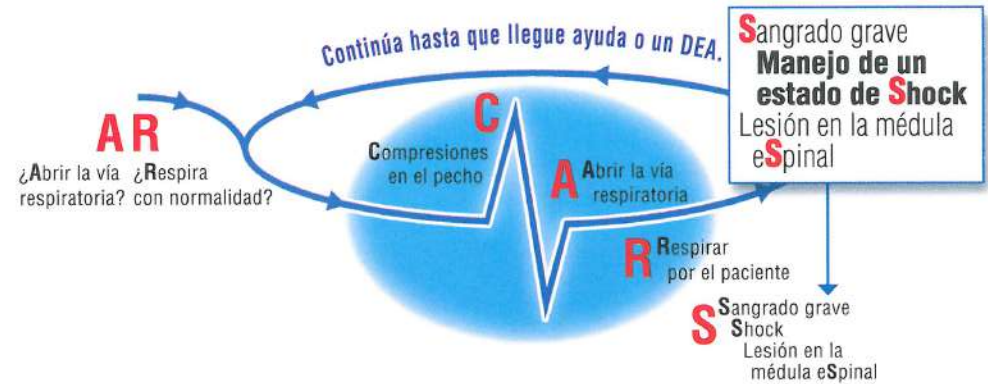 Continúa hasta que llegue ayuda o un DEA.
Sangrado grave
Manejo de un
estado de Shock
Lesión en la médula
eSpinal
A R
¿Abrir la vía
respiratoria?
¿Respira
con normalidad?
C
Compresiones
en el pecho
A
Abrir la vía
respiratoria
R
Respirar
por el paciente
S
Sangrado grave
Shock
Lesión en la
médula eSpinal